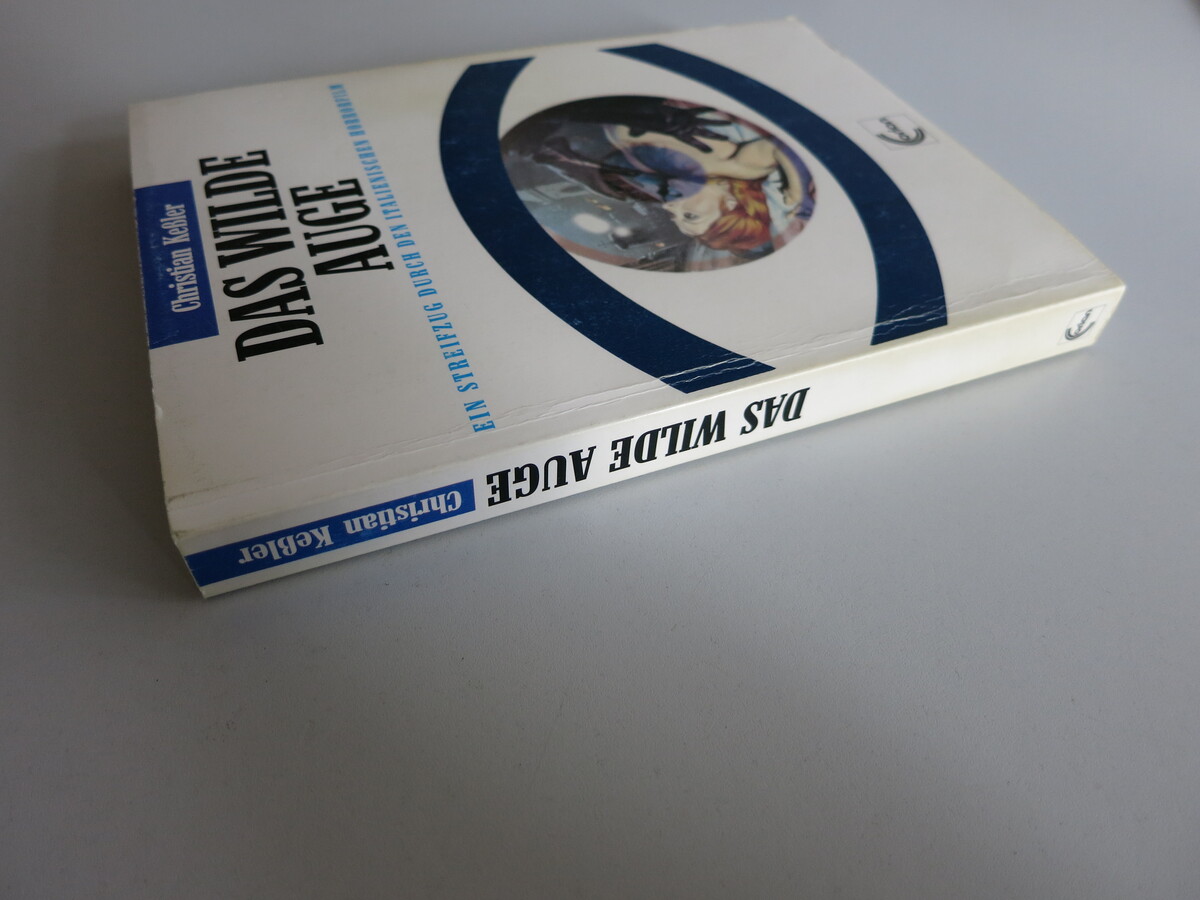 Christian Keßler
DAS WILDE
AUGE
EIN STREIFZUG DURCH DEN ITALIENISCHEN HORRORFILM
Christian Keßler
DAS WILDE AUGE